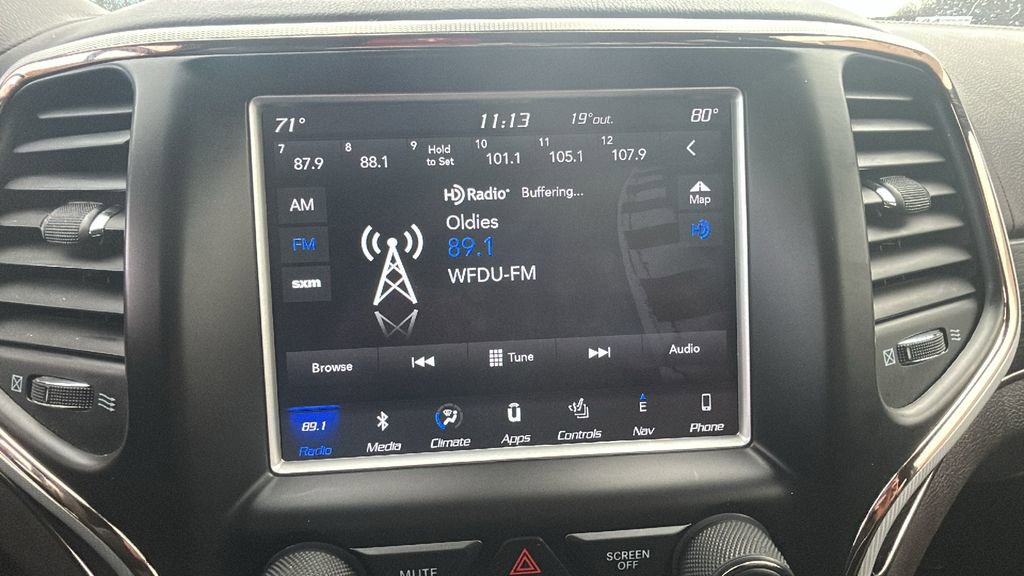 71° 11:13 19°out. 80°
7 87.9 8 88.1 9 Hold to Set 10 101.1 11 105.1 12 107.9
HD Radio Buffering...
AM
Map
Oldies
FM 89.1 HD
WFDU-FM
sxm
Browse Tune Audio
89.1 E
Radio Media Climate Apps Controls Nav Phone
MUTE SCREEN OFF